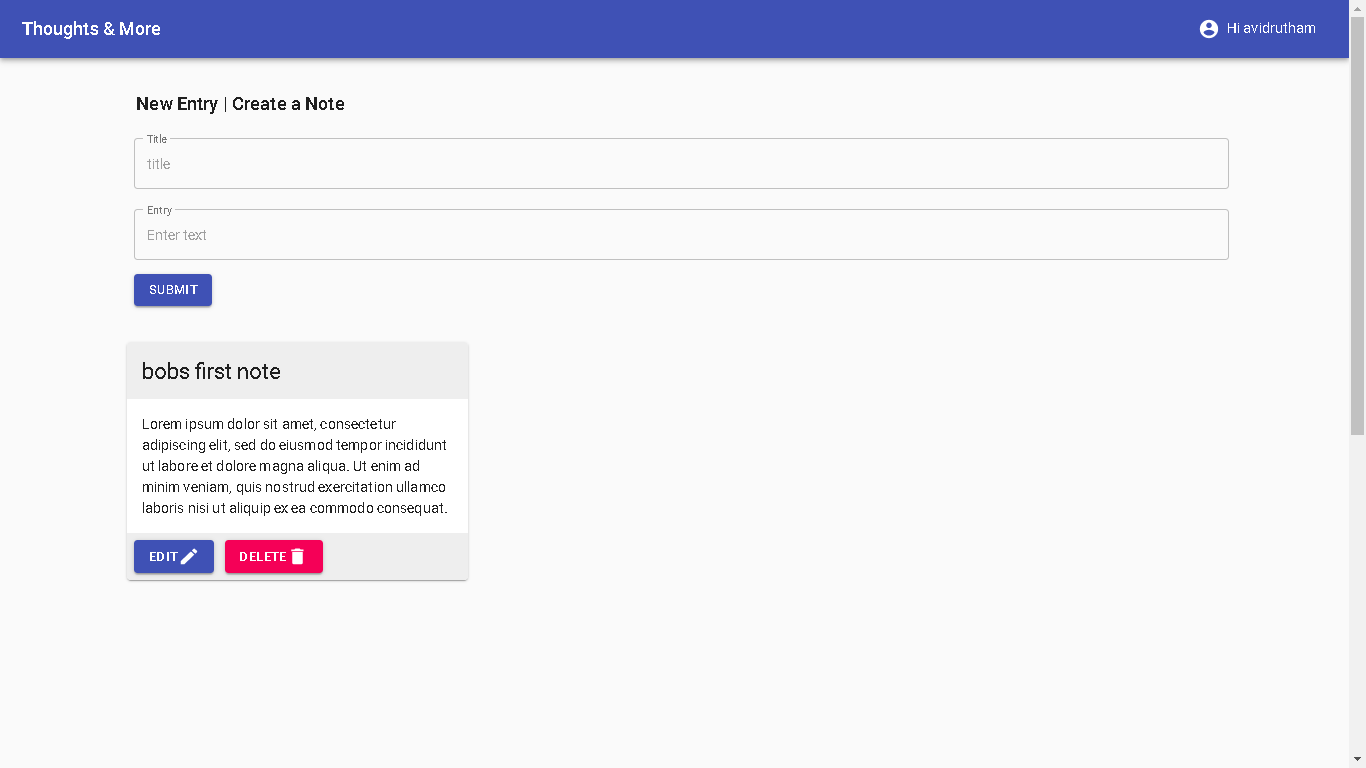 Thoughts & More
Hi avidrutham
New Entry | Create a Note
Title
title
Entry
Enter text
SUBMIT
bobs first note
Lorem ipsum dolor sit amet, consectetur
adipiscing elit, sed do eiusmod tempor incididunt
ut labore et dolore magna aliqua. Ut enim ad
minim veniam, quis nostrud exercitation ullamco
laboris nisi ut aliquip ex ea commodo consequat.
EDIT
DELETE